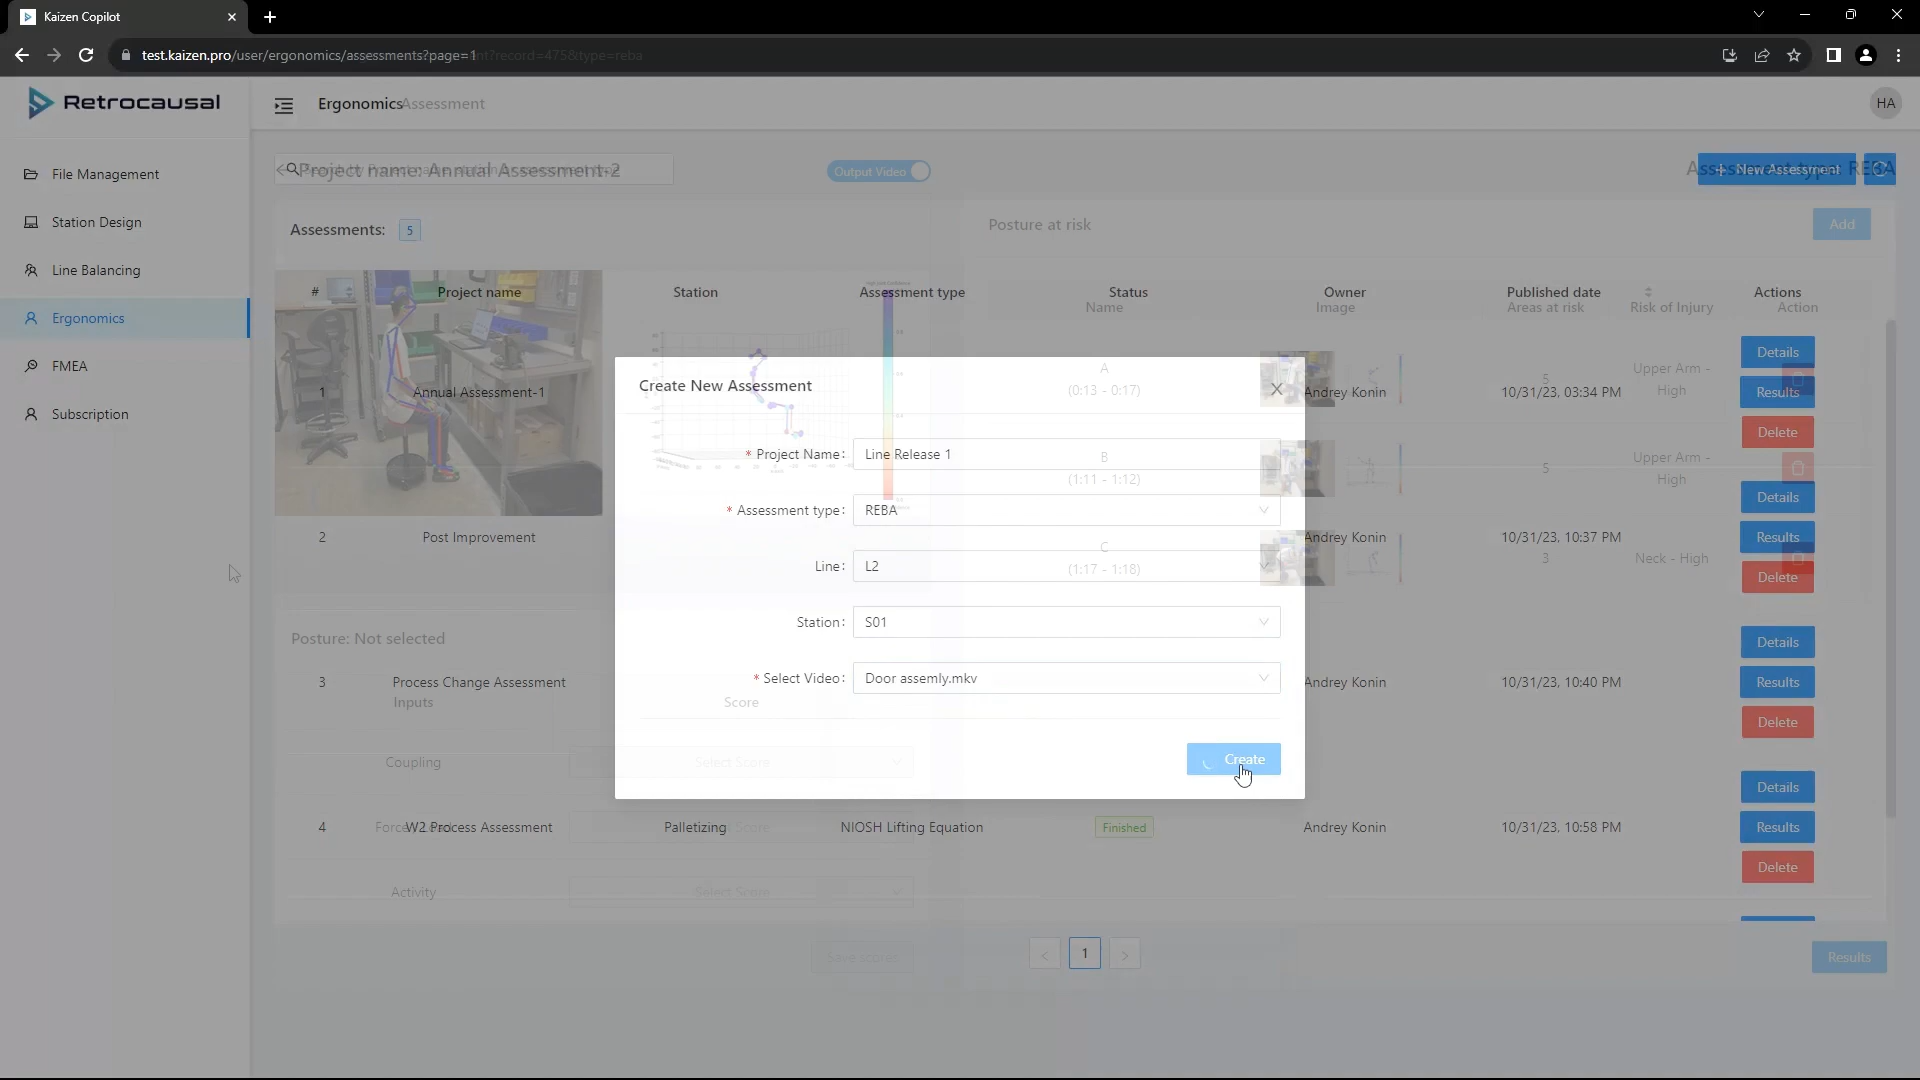 Kaizen Copilot
test.kaizen.pro/user/ergonomics/assessments?page=1
nt?record=475&type=reba
Retrocausal
Ergonomics
Assessment
HA
File Management
Station Design
Line Balancing
Ergonomics
FMEA
Subscription
Project name: Annual Assessment-2
Output Video
Assessment type: REBA
+ New Assessment
Assessments: 5
Posture at risk
Add
# Project name Station Assessment type Status Owner Published date Actions
Name Image Areas at risk Risk of Injury Action
1 Annual Assessment-1 Andrey Konin 10/31/23, 03:34 PM
Details
Results
Delete
A
(0:13 - 0:17)
5
Upper Arm -
High
B
(1:11 - 1:12)
5
Upper Arm -
High
2 Post Improvement Andrey Konin 10/31/23, 10:37 PM
Details
Results
Delete
C
(1:17 - 1:18)
3
Neck - High
Create New Assessment
* Project Name: Line Release 1
* Assessment type: REBA
Line: L2
Station: S01
* Select Video: Door assemly.mkv
Create
Posture: Not selected
3 Process Change Assessment Andrey Konin 10/31/23, 10:40 PM
Details
Results
Delete
Inputs
Score
Coupling
Select Score
4 W2 Process Assessment Palletizing NIOSH Lifting Equation Finished Andrey Konin 10/31/23, 10:58 PM
Details
Results
Delete
Activity
Select Score
Save scores
< 1 >
Results